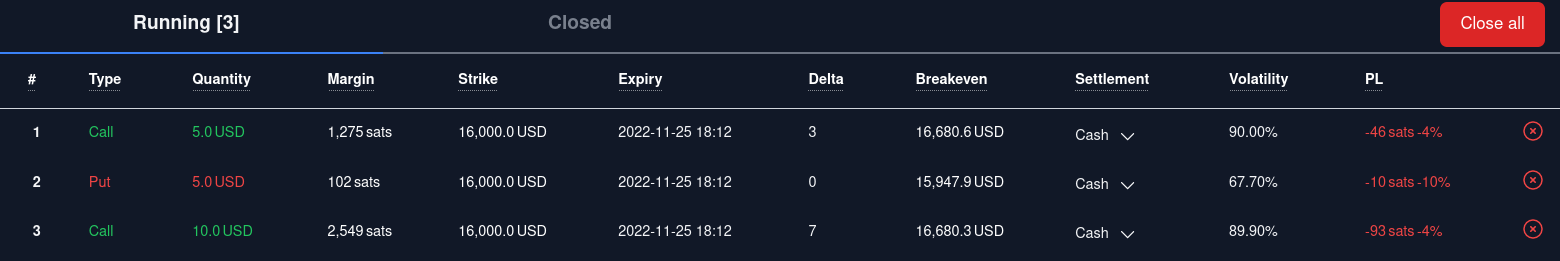 Running [3] Closed Close all
# Type Quantity Margin Strike Expiry Delta Breakeven Settlement Volatility PL
1 Call 5.0 USD 1,275 sats 16,000.0 USD 2022-11-25 18:12 3 16,680.6 USD Cash 90.00% -46 sats -4%
2 Put 5.0 USD 102 sats 16,000.0 USD 2022-11-25 18:12 0 15,947.9 USD Cash 67.70% -10 sats -10%
3 Call 10.0 USD 2,549 sats 16,000.0 USD 2022-11-25 18:12 7 16,680.3 USD Cash 89.90% -93 sats -4%